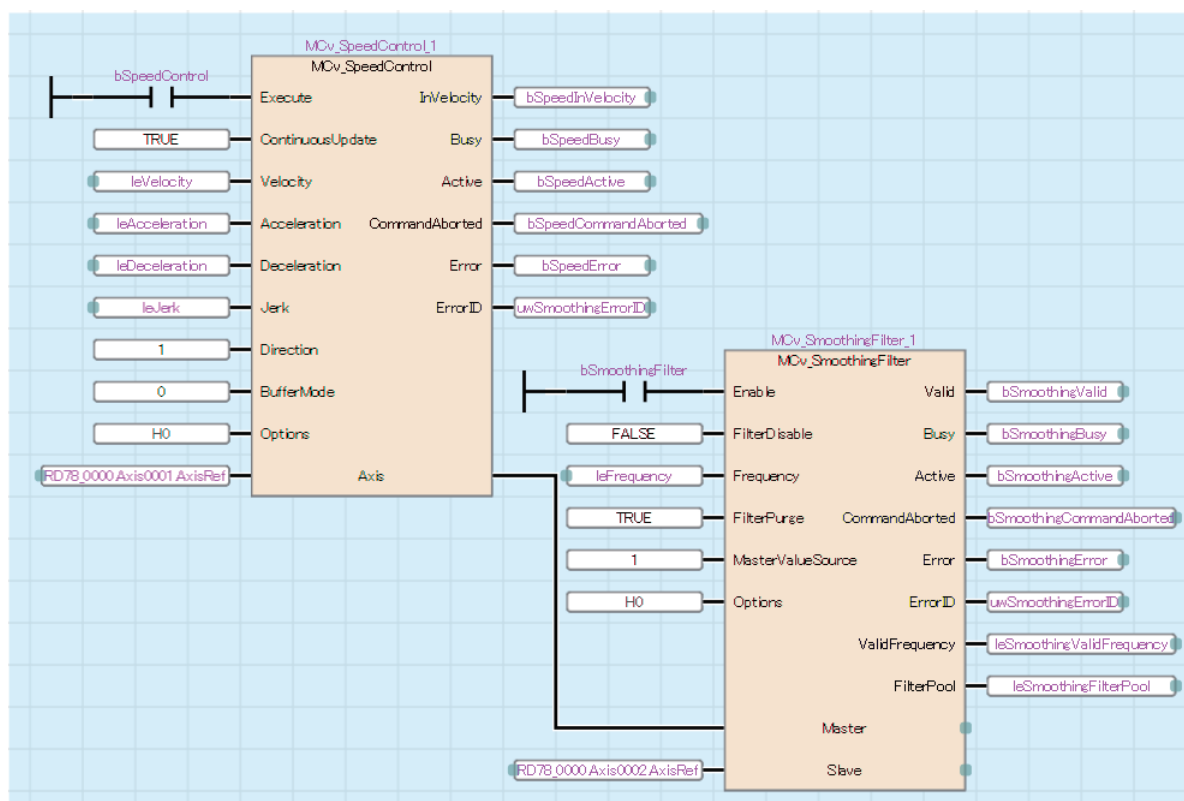 MCv_SpeedControl_1
MCv_SpeedControl
bSpeedControl
Execute InVelocity bSpeedInVelocity
TRUE ContinuousUpdate Busy bSpeedBusy
leVelocity Velocity Active bSpeedActive
leAcceleration Acceleration CommandAborted bSpeedCommandAborted
leDeceleration Deceleration Error bSpeedError
leJerk Jerk ErrorID uwSmoothingErrorID
1 Direction
0 BufferMode
H0 Options
RD78_0000.Axis0001.AxisRef Axis
MCv_SmoothingFilter_1
MCv_SmoothingFilter
bSmoothingFilter
Enable Valid bSmoothingValid
FALSE FilterDisable Busy bSmoothingBusy
leFrequency Frequency Active bSmoothingActive
TRUE FilterPurge CommandAborted bSmoothingCommandAborted
1 MasterValueSource Error bSmoothingError
H0 Options ErrorID uwSmoothingErrorID
ValidFrequency leSmoothingValidFrequency
FilterPool leSmoothingFilterPool
Master
RD78_0000.Axis0002.AxisRef Slave